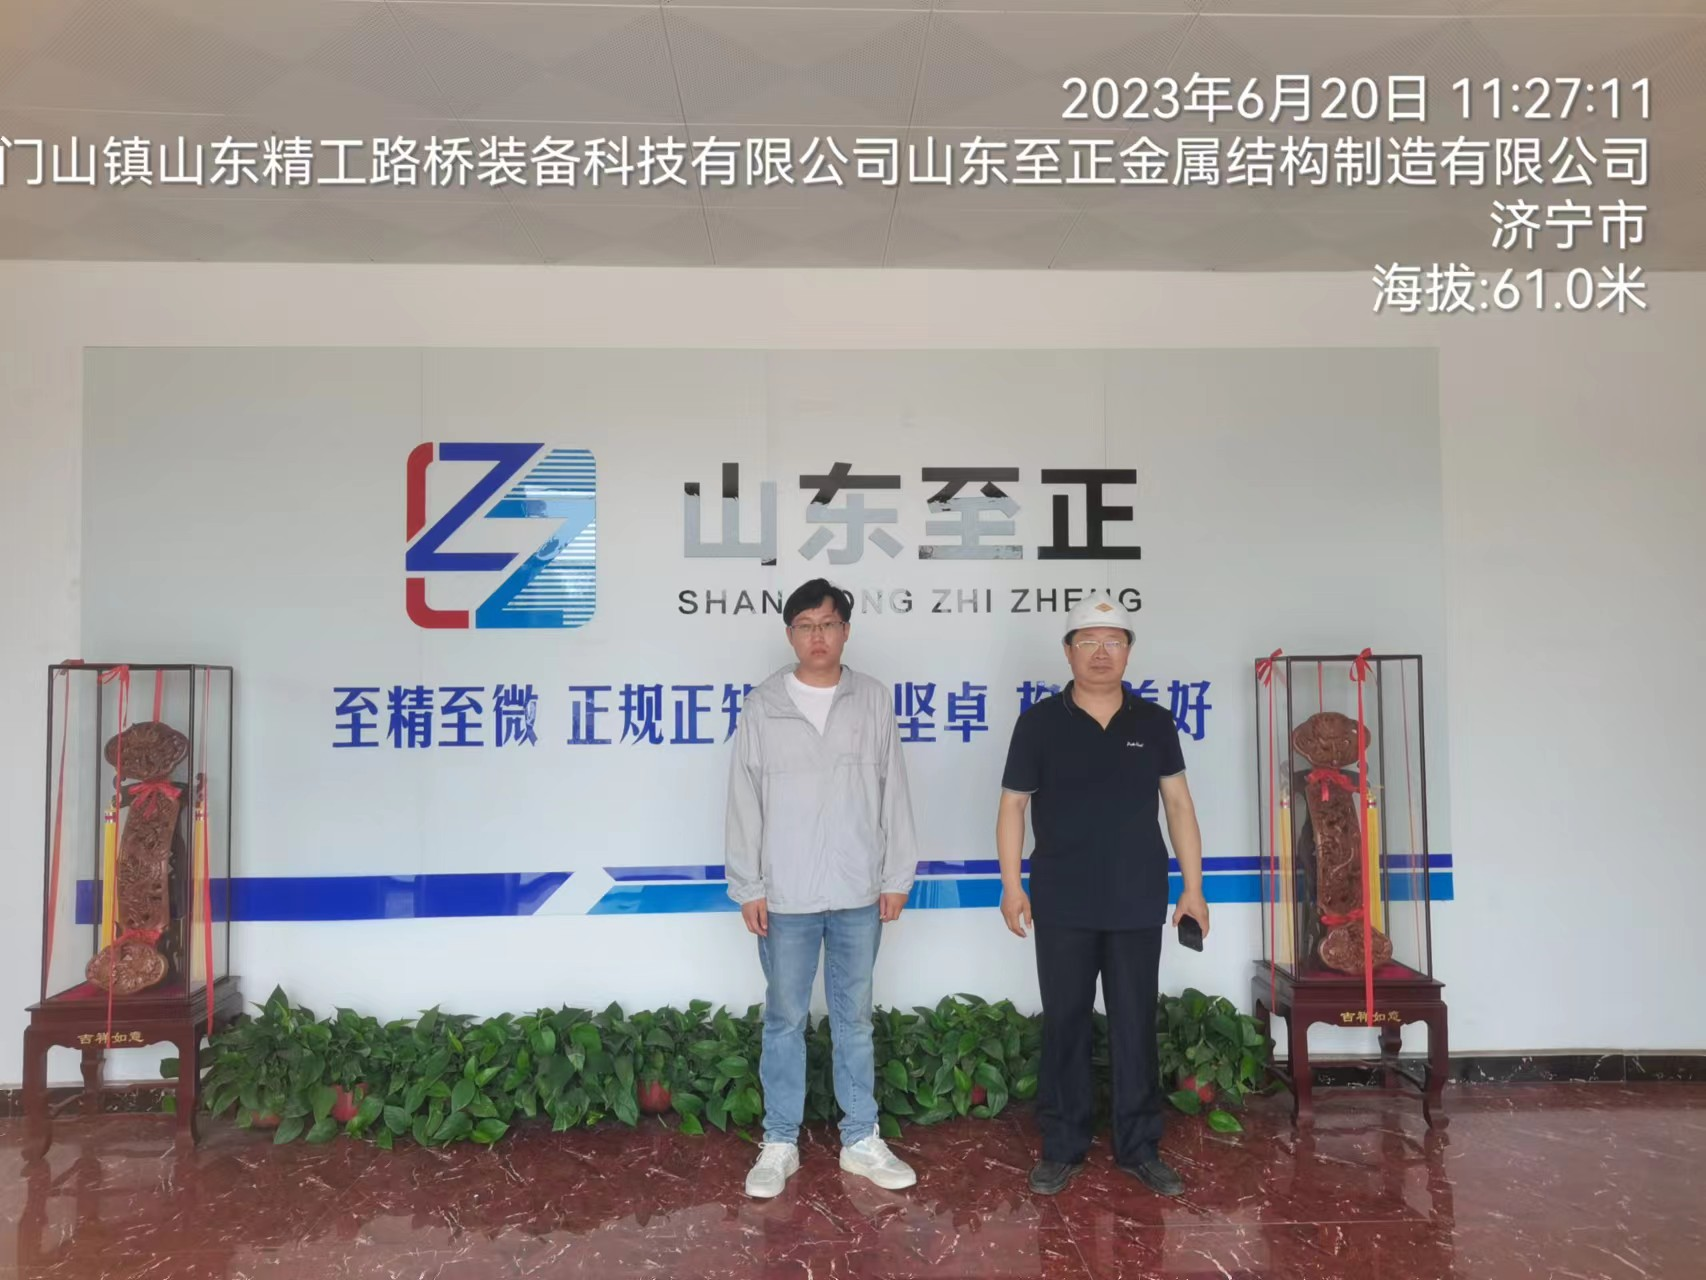 2023年6月20日 11:27:11
门山镇山东精工路桥装备科技有限公司山东至正金属结构制造有限公司
济宁市
海拔:61.0米
山东至正
SHAN ONG ZHI ZHENG
至精至微 正规正矩 坚卓 好
吉祥如意
吉祥如意